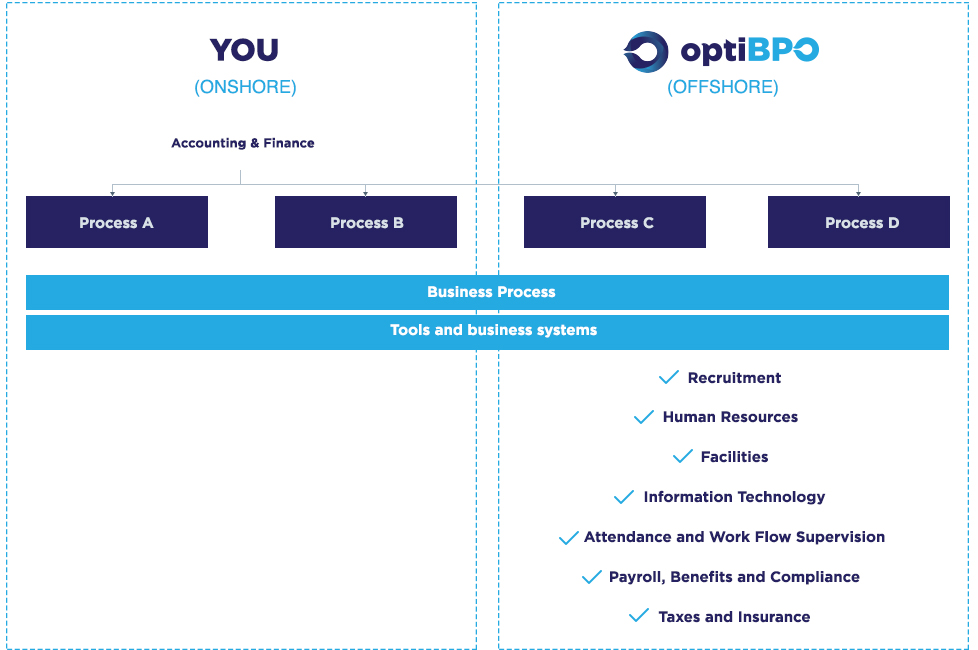 YOU
(ONSHORE)
optiBPO
(OFFSHORE)
Accounting & Finance
Process A
Process B
Process C
Process D
Business Process
Tools and business systems
Recruitment
Human Resources
Facilities
Information Technology
Attendance and Work Flow Supervision
Payroll, Benefits and Compliance
Taxes and Insurance